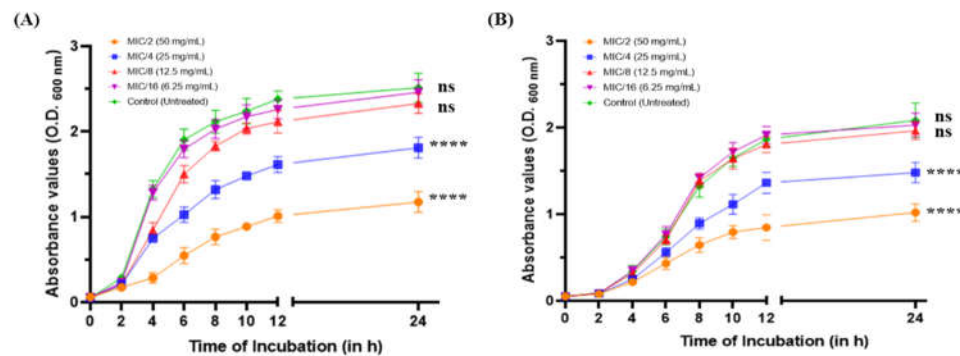 (A)
Absorbance values (O.D. 600 nm)
3
2
1
0
MIC/2 (50 mg/mL)
MIC/4 (25 mg/mL)
MIC/8 (12.5 mg/mL)
MIC/16 (6.25 mg/mL)
Control (Untreated)
ns
ns
****
****
0 2 4 6 8 10 12 24
Time of Incubation (in h)
(B)
Absorbance values (O.D. 600 nm)
3
2
1
0
MIC/2 (50 mg/mL)
MIC/4 (25 mg/mL)
MIC/8 (12.5 mg/mL)
MIC/16 (6.25 mg/mL)
Control (Untreated)
ns
ns
****
****
0 2 4 6 8 10 12 24
Time of Incubation (in h)